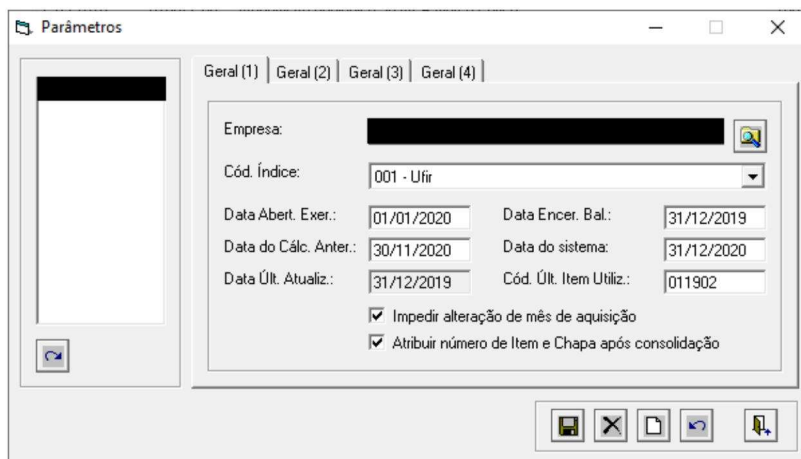 Parâmetros
Geral (1) Geral (2) Geral (3) Geral (4)
Empresa:
Cód. Índice: 001 - Ufir
Data Abert. Exer.: 01/01/2020 Data Encer. Bal.: 31/12/2019
Data do Cálc. Anter.: 30/11/2020 Data do sistema: 31/12/2020
Data Últ. Atualiz.: 31/12/2019 Cód. Últ. Item Utiliz.: 011902
Impedir alteração de mês de aquisição
Atribuir número de Item e Chapa após consolidação